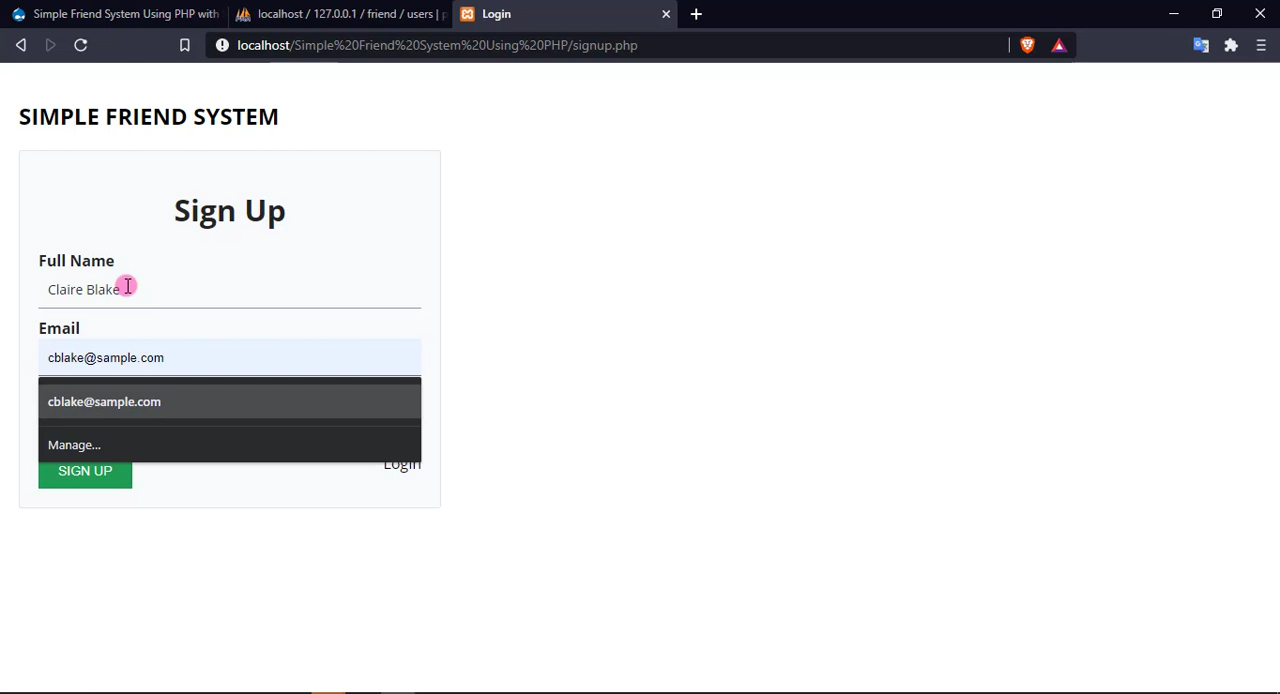 Simple Friend System Using PHP with
localhost / 127.0.0.1 / friend / users | p
Login
localhost/Simple%20Friend%20System%20Using%20PHP/signup.php
SIMPLE FRIEND SYSTEM
Sign Up
Full Name
Claire Blake
Email
cblake@sample.com
cblake@sample.com
Manage...
SIGN UP
Login